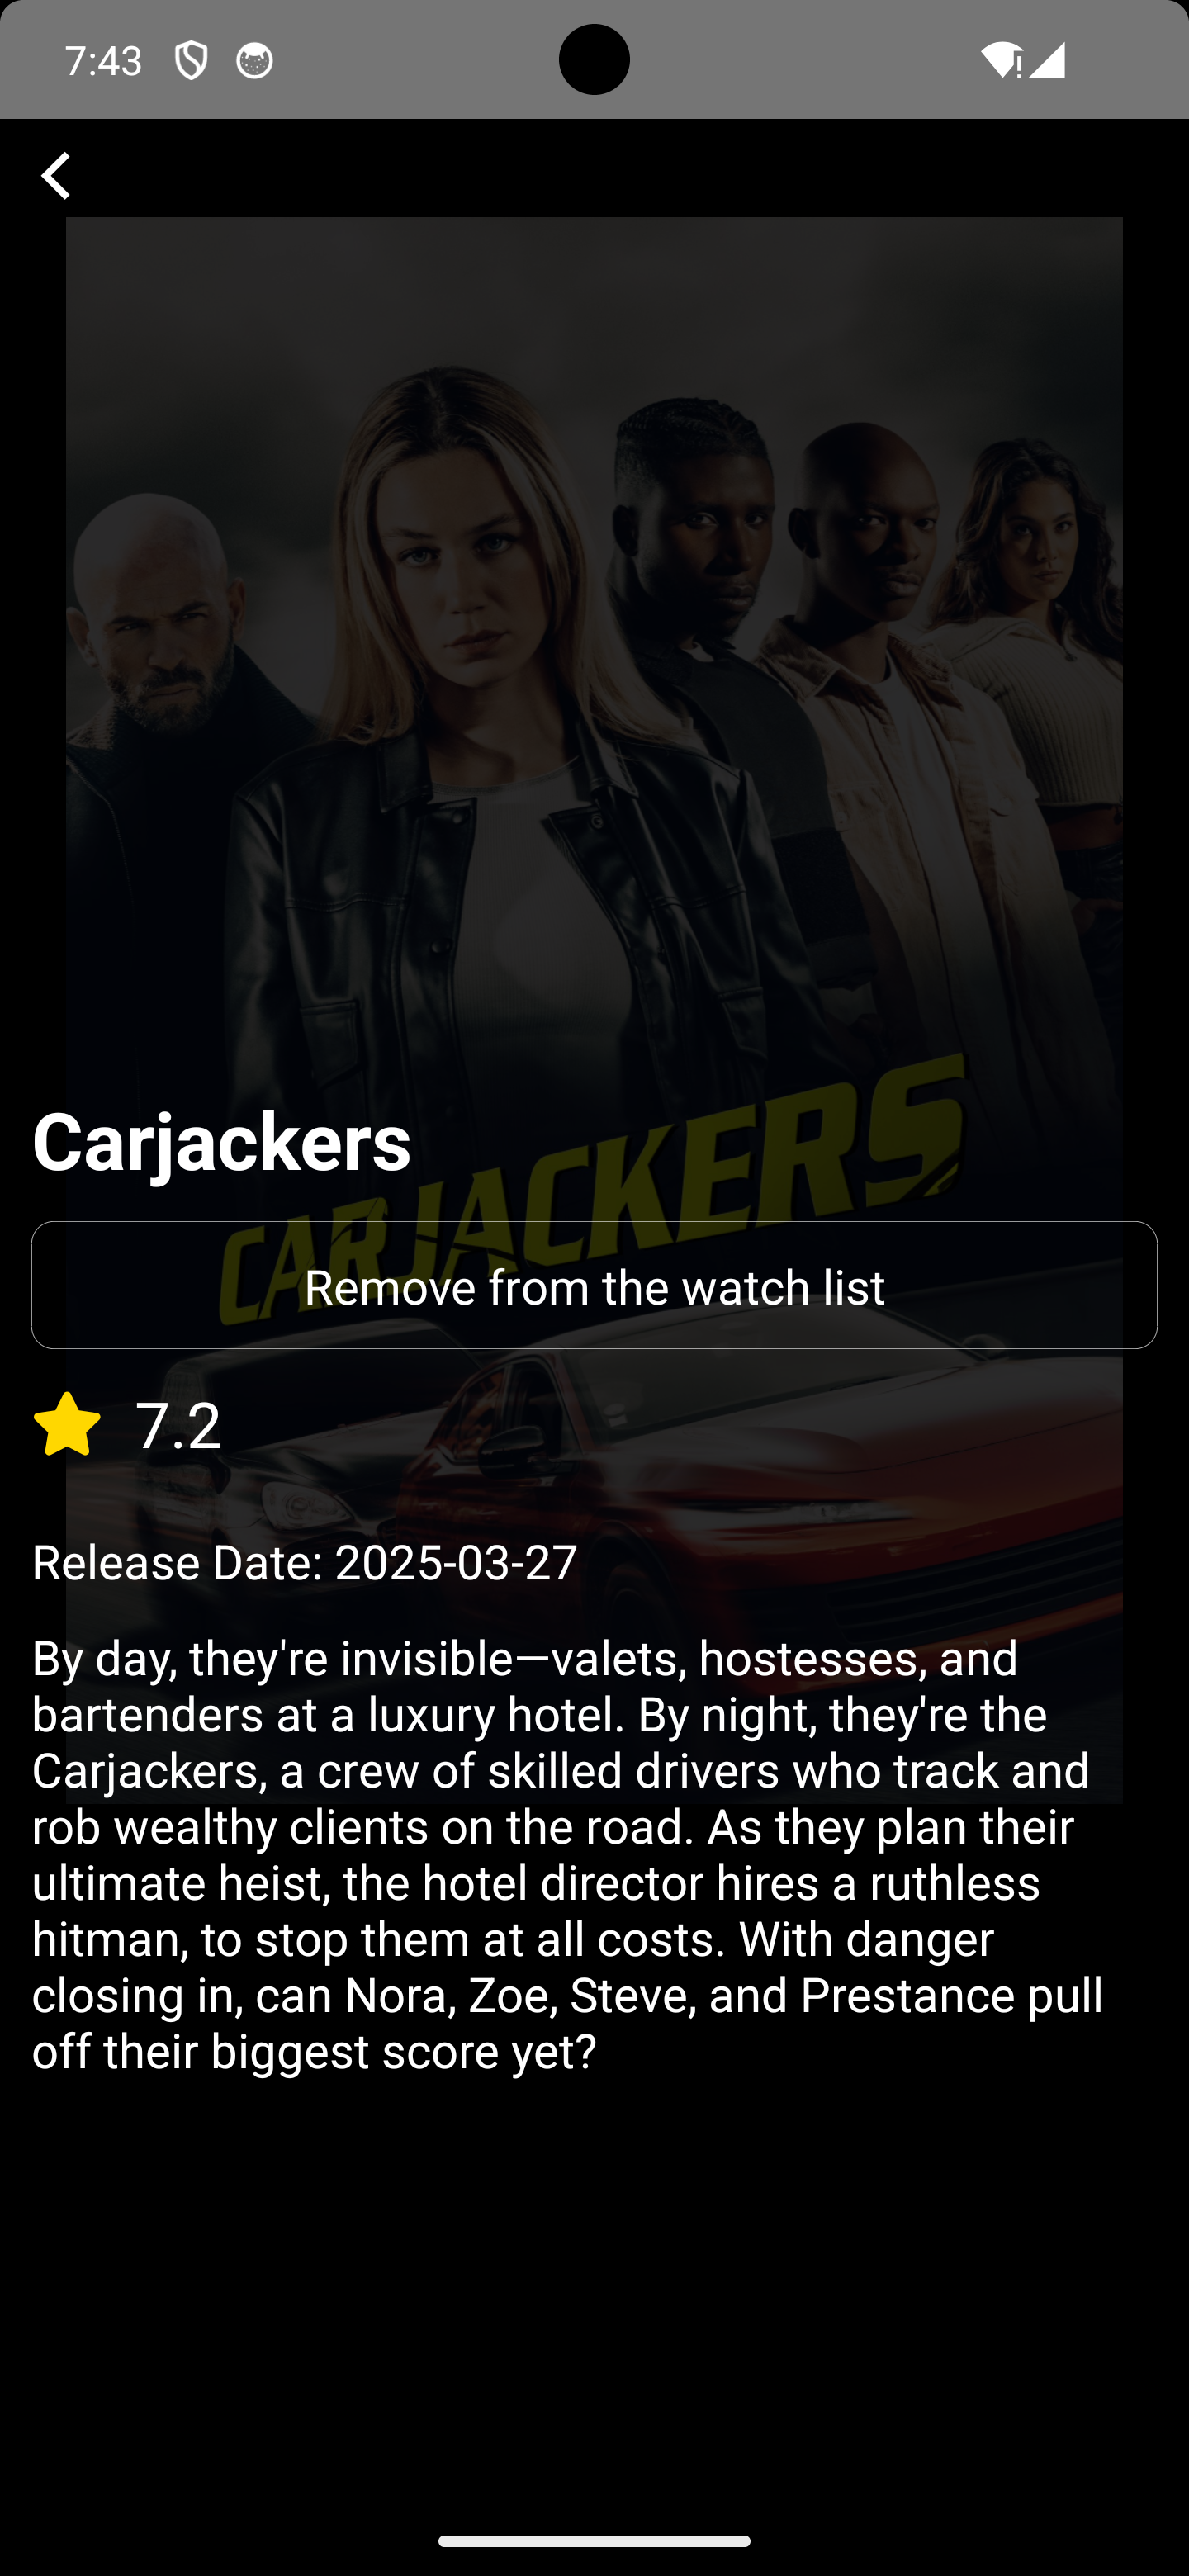 7:43
CARJACKERS
Carjackers
Remove from the watch list
7.2
Release Date: 2025-03-27
By day, they're invisible—valets, hostesses, and
bartenders at a luxury hotel. By night, they're the
Carjackers, a crew of skilled drivers who track and
rob wealthy clients on the road. As they plan their
ultimate heist, the hotel director hires a ruthless
hitman, to stop them at all costs. With danger
closing in, can Nora, Zoe, Steve, and Prestance pull
off their biggest score yet?